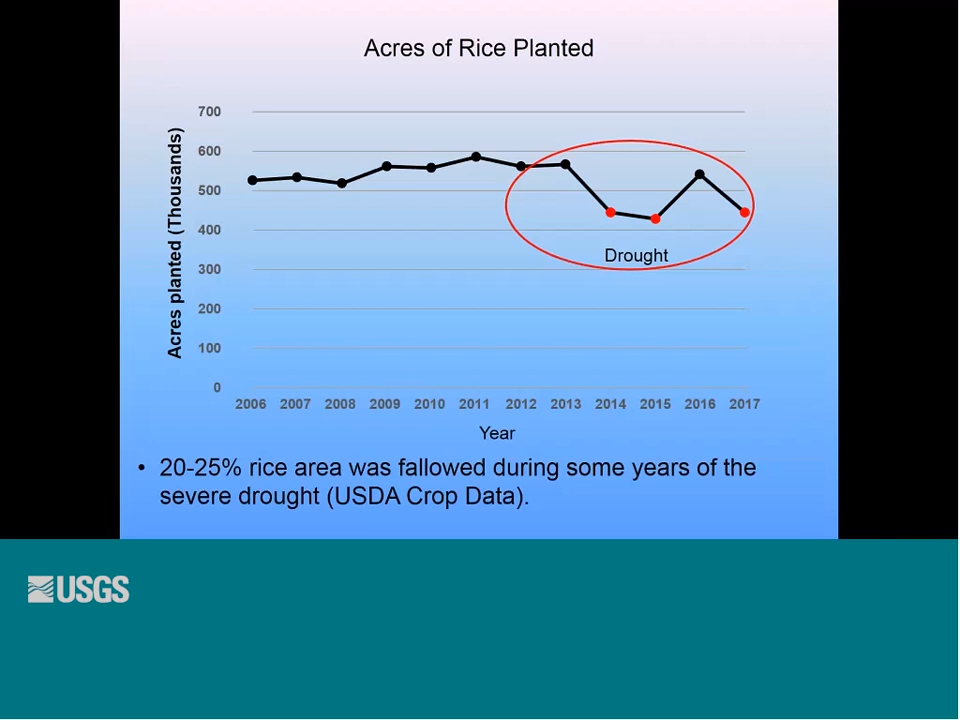 Acres of Rice Planted
Acres planted (Thousands)
700
600
500
400
300
200
100
0
Drought
2006 2007 2008 2009 2010 2011 2012 2013 2014 2015 2016 2017
Year
• 20-25% rice area was fallowed during some years of the
severe drought (USDA Crop Data).
USGS